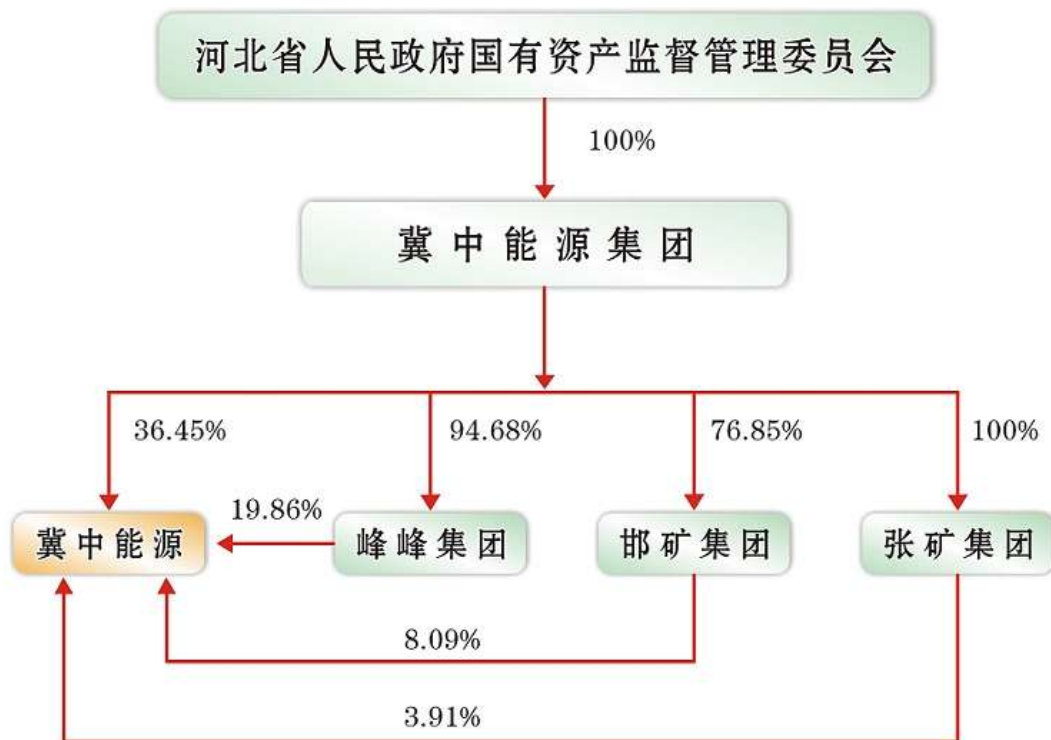 河北省人民政府国有资产监督管理委员会
100%
冀中能源集团
36.45%
94.68%
76.85%
100%
19.86%
冀中能源
峰峰集团
邯矿集团
张矿集团
8.09%
3.91%